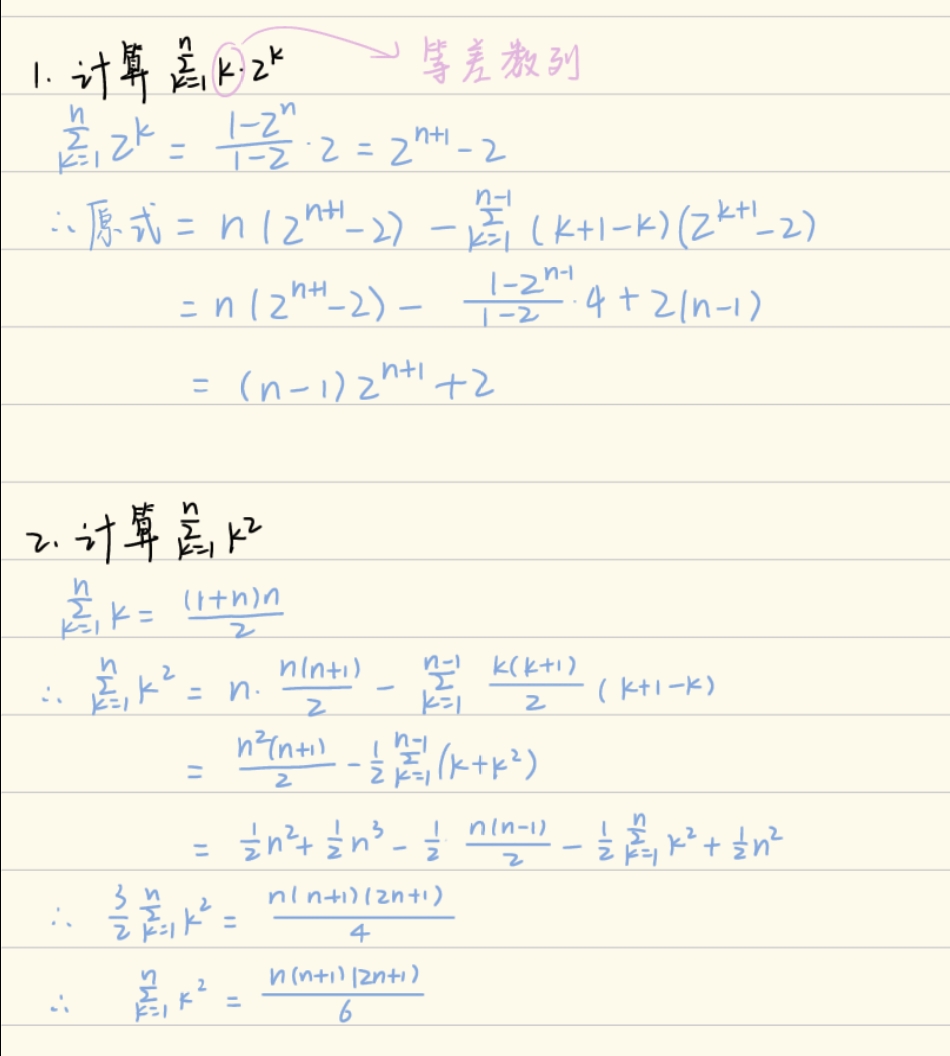 1. 计算 $\sum_{k=1}^{n} k \cdot 2^k$ → 等差数列
$\sum_{k=1}^{n} 2^k = \frac{1-2^n}{1-2} \cdot 2 = 2^{n+1} - 2$
∴ 原式 = $n(2^{n+1}-2) - \sum_{k=1}^{n-1} (k+1-k)(2^{k+1}-2)$
$= n(2^{n+1}-2) - \frac{1-2^{n-1}}{1-2} \cdot 4 + 2(n-1)$
$= (n-1)2^{n+1} + 2$
2. 计算 $\sum_{k=1}^{n} k^2$
$\sum_{k=1}^{n} k = \frac{(1+n)n}{2}$
∴ $\sum_{k=1}^{n} k^2 = n \cdot \frac{n(n+1)}{2} - \sum_{k=1}^{n-1} \frac{k(k+1)}{2} (k+1-k)$
$= \frac{n^2(n+1)}{2} - \frac{1}{2} \sum_{k=1}^{n-1} (k+k^2)$
$= \frac{1}{2}n^2 + \frac{1}{2}n^3 - \frac{1}{2} \cdot \frac{n(n-1)}{2} - \frac{1}{2} \sum_{k=1}^{n} k^2 + \frac{1}{2}n^2$
∴ $\frac{3}{2} \sum_{k=1}^{n} k^2 = \frac{n(n+1)(2n+1)}{4}$
∴ $\sum_{k=1}^{n} k^2 = \frac{n(n+1)(2n+1)}{6}$